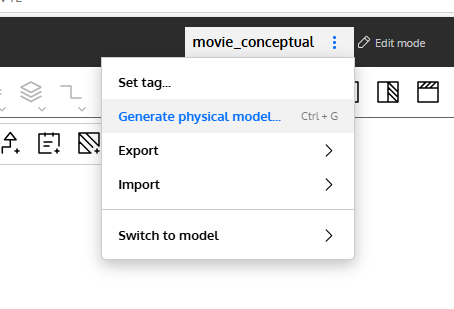 movie_conceptual
Edit mode
Set tag...
Generate physical model... Ctrl + G
Export
Import
Switch to model